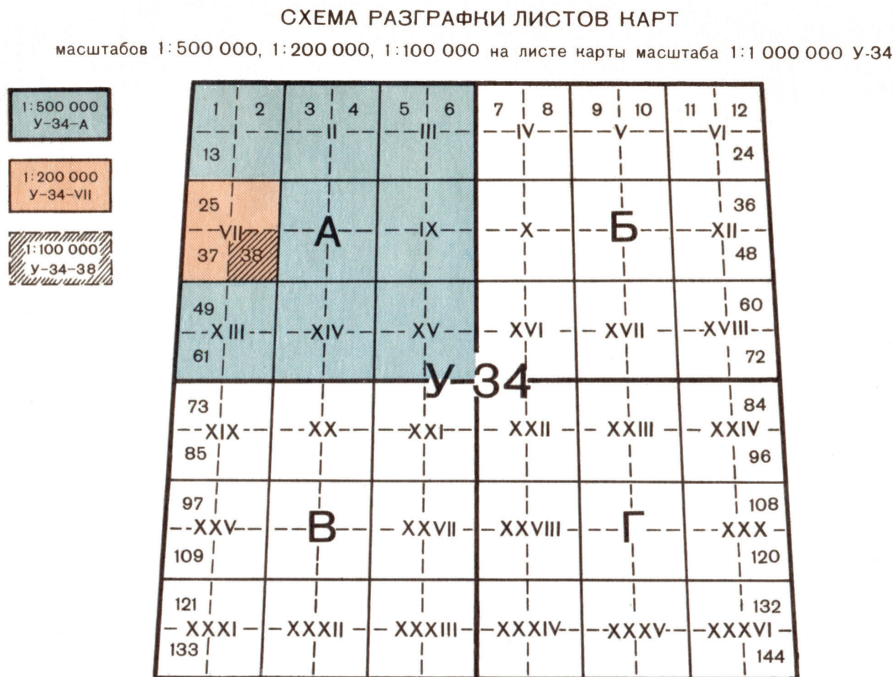 СХЕМА РАЗГРАФКИ ЛИСТОВ КАРТ
масштабов 1:500 000, 1:200 000, 1:100 000 на листе карты масштаба 1:1 000 000 У-34
1:500 000
У-34-А
1:200 000
У-34-VII
1:100 000
У-34-38
1 2 3 4 5 6 7 8 9 10 11 12
I II III IV V VI
13 24
25 36
VII А IX X Б XII
37 38 48
49 60
XIII XIV XV XVI XVII XVIII
61 72
У-34
73 84
XIX XX XXI XXII XXIII XXIV
85 96
97 108
XXV В XXVII XXVIII Г XXX
109 120
121 132
XXXI XXXII XXXIII XXXIV XXXV XXXVI
133 144